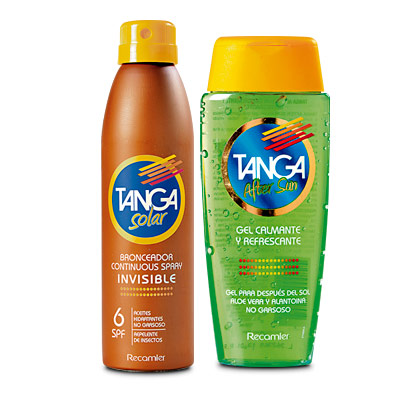 TANGA
Solar
BRONCEADOR
CONTINUOUS SPRAY
INVISIBLE
6
SPF
ACEITES
HIDRATANTES
NO GRASOSO
REPELENTE
DE INSECTOS
Recamier
TANGA
After Sun
GEL CALMANTE
Y REFRESCANTE
GEL PARA DESPUÉS DEL SOL
ALOE VERA Y ALANTOINA
NO GRASOSO
Recamier